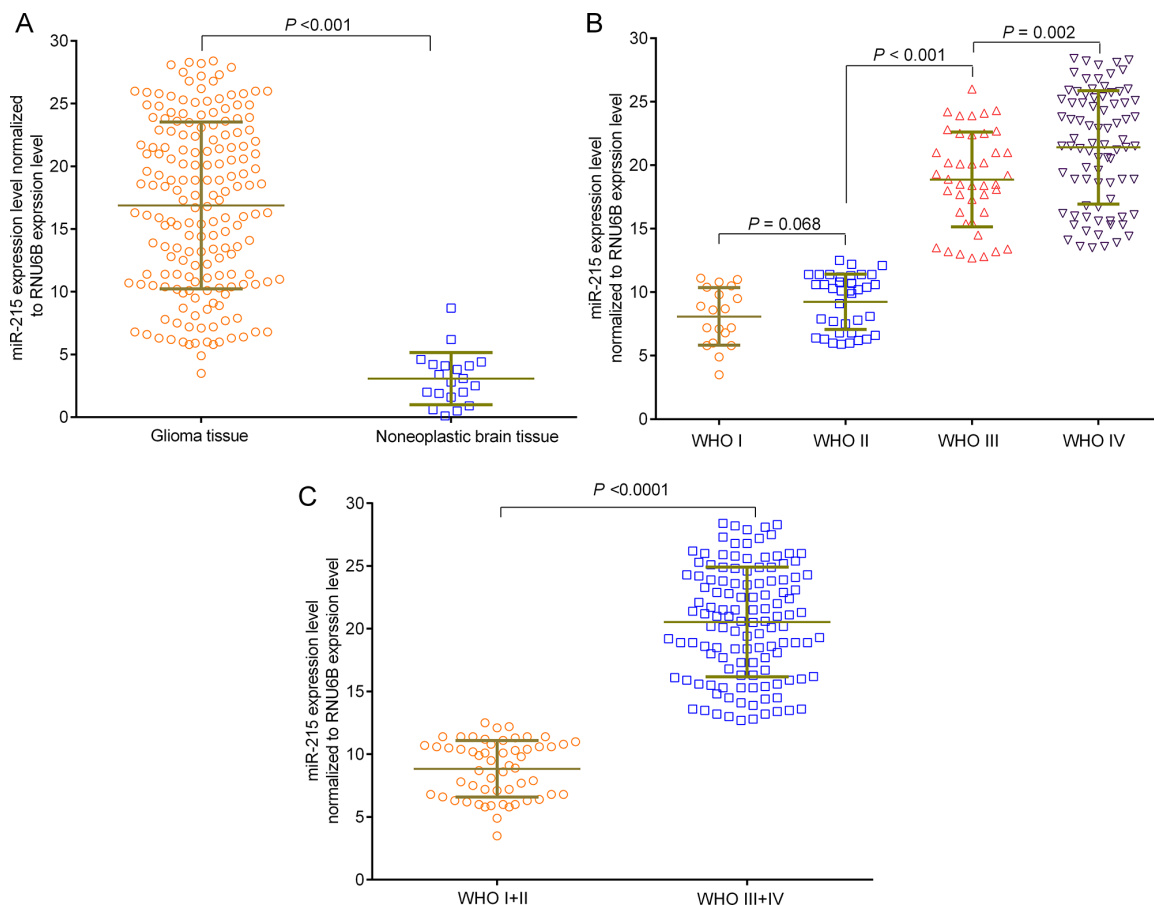 A
P <0.001
miR-215 expression level normalized
to RNU6B exprssion level
30
25
20
15
10
5
0
Glioma tissue
Noneoplastic brain tissue
B
P = 0.002
P <0.001
P = 0.068
miR-215 expression level
normalized to RNU6B exprssion level
30
25
20
15
10
5
0
WHO I
WHO II
WHO III
WHO IV
C
P <0.0001
miR-215 expression level
normalized to RNU6B exprssion level
30
25
20
15
10
5
0
WHO I+II
WHO III+IV